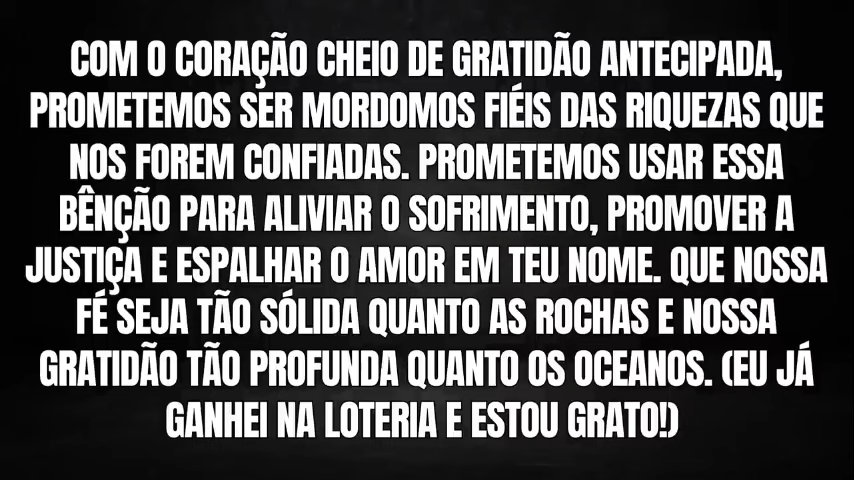 COM O CORAÇÃO CHEIO DE GRATIDÃO ANTECIPADA,
PROMETEMOS SER MORDOMOS FIÉIS DAS RIQUEZAS QUE
NOS FOREM CONFIADAS. PROMETEMOS USAR ESSA
BÊNÇÃO PARA ALIVIAR O SOFRIMENTO, PROMOVER A
JUSTIÇA E ESPALHAR O AMOR EM TEU NOME. QUE NOSSA
FÉ SEJA TÃO SÓLIDA QUANTO AS ROCHAS E NOSSA
GRATIDÃO TÃO PROFUNDA QUANTO OS OCEANOS. (EU JÁ
GANHEI NA LOTERIA E ESTOU GRATO!)